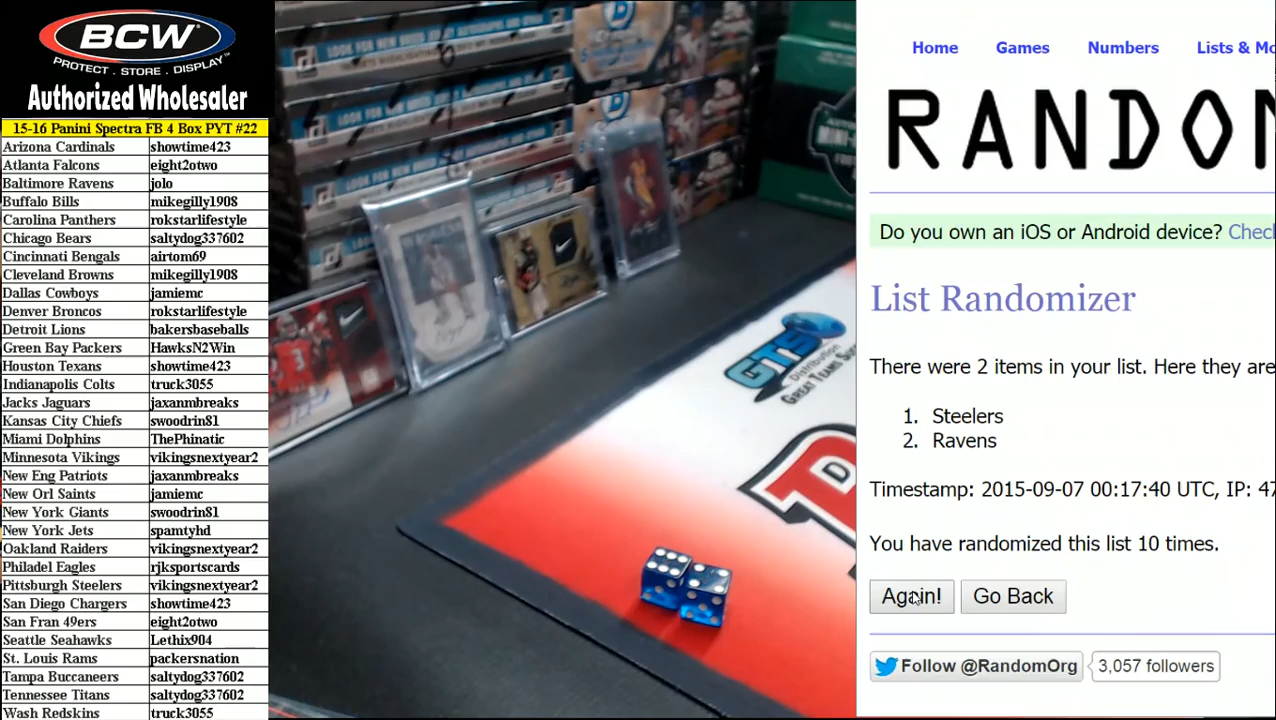 BCW
PROTECT . STORE . DISPLAY
Authorized Wholesaler
15-16 Panini Spectra FB 4 Box PYT #22
Arizona Cardinals showtime423
Atlanta Falcons eight2otwo
Baltimore Ravens jolo
Buffalo Bills mikegilly1908
Carolina Panthers rokstarlifestyle
Chicago Bears saltydog337602
Cincinnati Bengals airtom69
Cleveland Browns mikegilly1908
Dallas Cowboys jamiemc
Denver Broncos rokstarlifestyle
Detroit Lions bakersbaseballs
Green Bay Packers HawksN2Win
Houston Texans showtime423
Indianapolis Colts truck3055
Jacks Jaguars jaxanmbreaks
Kansas City Chiefs swoodrin81
Miami Dolphins ThePhinatic
Minnesota Vikings vikingsnextyear2
New Eng Patriots jaxanmbreaks
New Orl Saints jamiemc
New York Giants swoodrin81
New York Jets spamtyhd
Oakland Raiders vikingsnextyear2
Philadel Eagles rjksportscards
Pittsburgh Steelers vikingsnextyear2
San Diego Chargers showtime423
San Fran 49ers eight2otwo
Seattle Seahawks Lethix904
St. Louis Rams packersnation
Tampa Buccaneers saltydog337602
Tennessee Titans saltydog337602
Wash Redskins truck3055
GTS
Distribution
GREAT TEAMS
D
Home Games Numbers Lists & Mo
RANDO
Do you own an iOS or Android device? Chec
List Randomizer
There were 2 items in your list. Here they are
1. Steelers
2. Ravens
Timestamp: 2015-09-07 00:17:40 UTC, IP: 47
You have randomized this list 10 times.
Again! Go Back
Follow @RandomOrg 3,057 followers